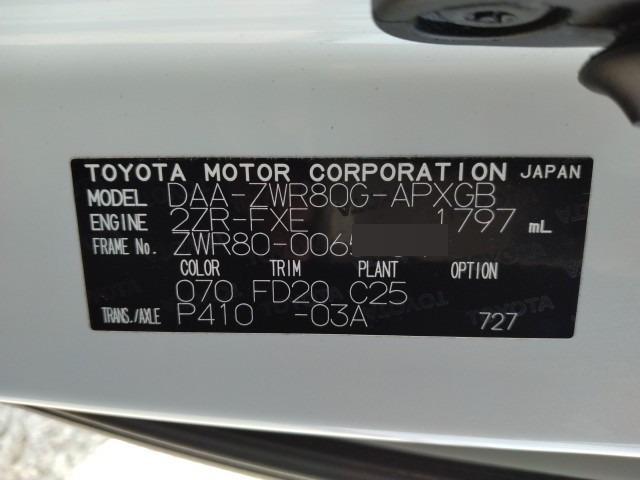 TOYOTA MOTOR CORPORATION JAPAN
MODEL DAA-ZWR80G-APXGB
ENGINE 2ZR-FXE 1797 mL
FRAME No. ZWR80-0065
COLOR TRIM PLANT OPTION
070 FD20 C25
TRANS./AXLE P410 -03A 727